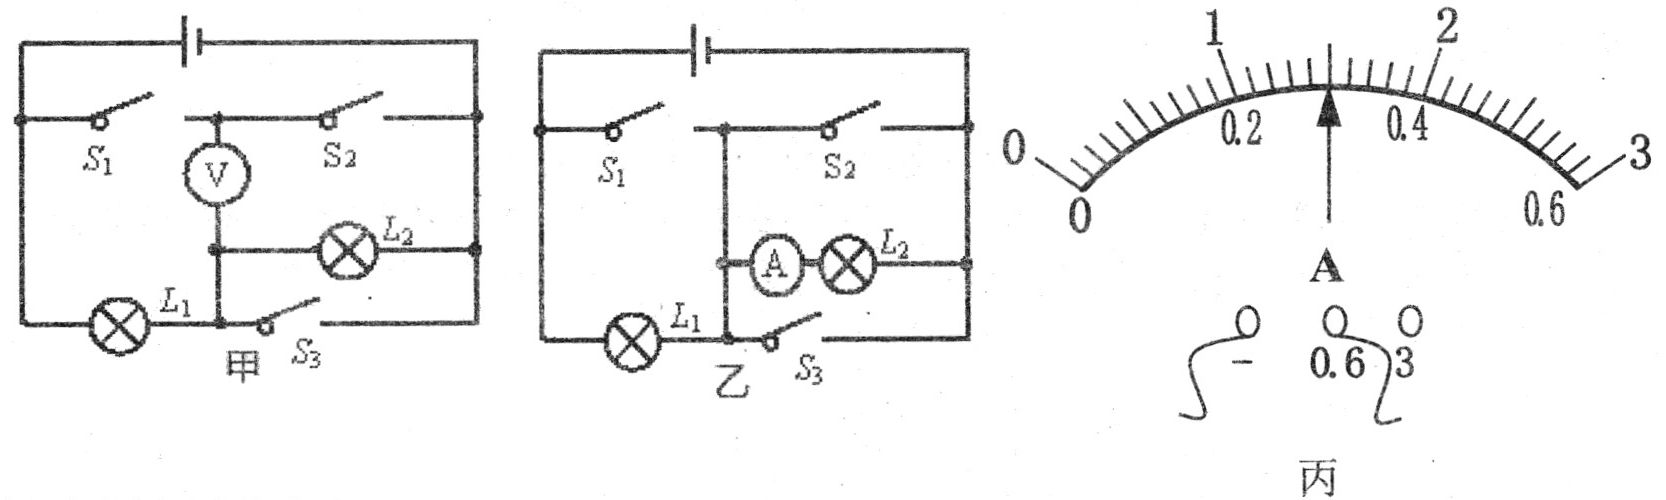 S₁
S₂
V
L₂
L₁
S₃
甲
S₁
S₂
A
L₂
L₁
S₃
乙
0 1 2 3
0 0.2 0.4 0.6
A
− 0.6 3
丙